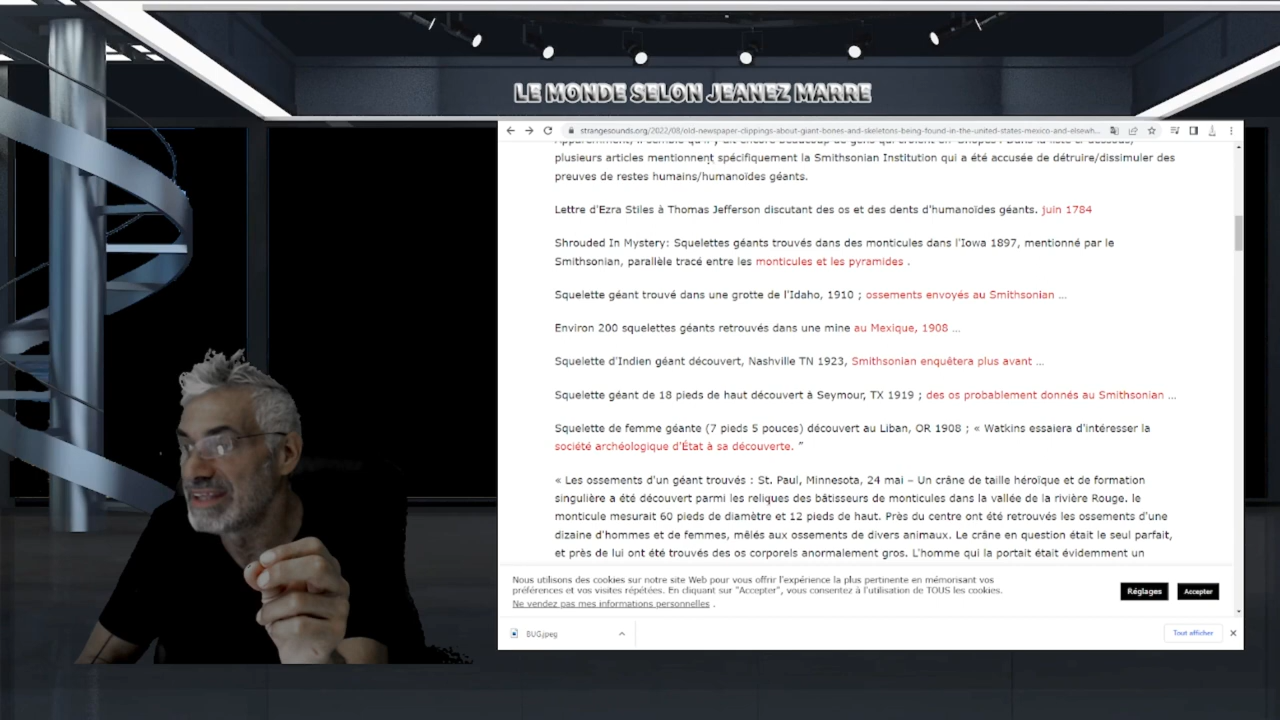 LE MONDE SELON JEANEZ MARRE
strangesounds.org/2022/08/old-newspaper-clippings-about-giant-bones-and-skeletons-being-found-in-the-united-states-mexico-and-elsewh...
plusieurs articles mentionnent spécifiquement la Smithsonian Institution qui a été accusée de détruire/dissimuler des
preuves de restes humains/humanoïdes géants.
Lettre d'Ezra Stiles à Thomas Jefferson discutant des os et des dents d'humanoïdes géants. juin 1784
Shrouded In Mystery: Squelettes géants trouvés dans des monticules dans l'Iowa 1897, mentionné par le
Smithsonian, parallèle tracé entre les monticules et les pyramides .
Squelette géant trouvé dans une grotte de l'Idaho, 1910 ; ossements envoyés au Smithsonian ...
Environ 200 squelettes géants retrouvés dans une mine au Mexique, 1908 ...
Squelette d'Indien géant découvert, Nashville TN 1923, Smithsonian enquêtera plus avant ...
Squelette géant de 18 pieds de haut découvert à Seymour, TX 1919 ; des os probablement donnés au Smithsonian ...
Squelette de femme géante (7 pieds 5 pouces) découvert au Liban, OR 1908 ; « Watkins essaiera d'intéresser la
société archéologique d'État à sa découverte. ”
« Les ossements d'un géant trouvés : St. Paul, Minnesota, 24 mai – Un crâne de taille héroïque et de formation
singulière a été découvert parmi les reliques des bâtisseurs de monticules dans la vallée de la rivière Rouge. le
monticule mesurait 60 pieds de diamètre et 12 pieds de haut. Près du centre ont été retrouvés les ossements d'une
dizaine d'hommes et de femmes, mêlés aux ossements de divers animaux. Le crâne en question était le seul parfait,
et près de lui ont été trouvés des os corporels anormalement gros. L'homme qui la portait était évidemment un
Nous utilisons des cookies sur notre site Web pour vous offrir l'expérience la plus pertinente en mémorisant vos
préférences et vos visites répétées. En cliquant sur "Accepter", vous consentez à l'utilisation de TOUS les cookies.
Ne vendez pas mes informations personnelles .
Réglages
Accepter
BUG.jpeg
Tout afficher